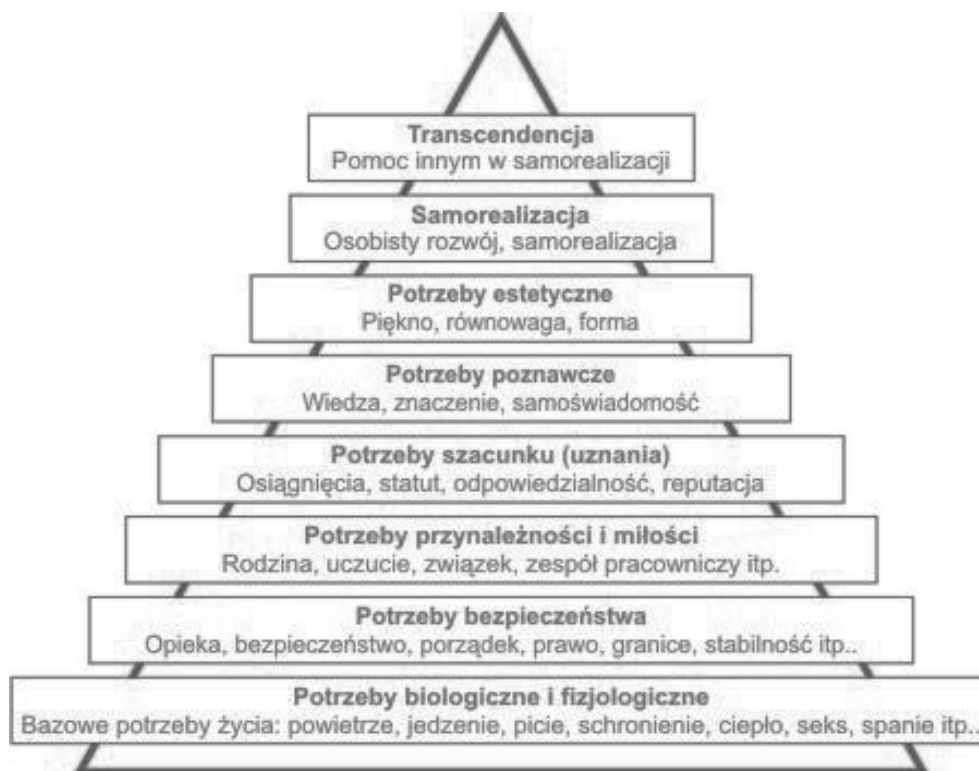 Transcendencja
Pomoc innym w samorealizacji
Samorealizacja
Osobisty rozwój, samorealizacja
Potrzeby estetyczne
Piękno, równowaga, forma
Potrzeby poznawcze
Wiedza, znaczenie, samoświadomość
Potrzeby szacunku (uznania)
Osiągnięcia, statut, odpowiedzialność, reputacja
Potrzeby przynależności i miłości
Rodzina, uczucie, związek, zespół pracowniczy itp.
Potrzeby bezpieczeństwa
Opieka, bezpieczeństwo, porządek, prawo, granice, stabilność itp..
Potrzeby biologiczne i fizjologiczne
Bazowe potrzeby życia: powietrze, jedzenie, picie, schronienie, ciepło, seks, spanie itp..